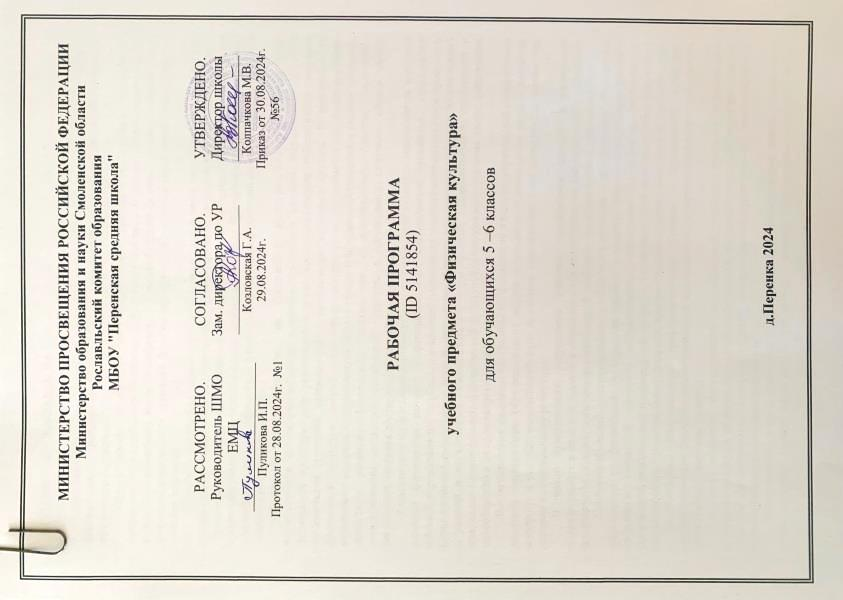 МИНИСТЕРСТВО ПРОСВЕЩЕНИЯ РОССИЙСКОЙ ФЕДЕРАЦИИ
Министерство образования и науки Смоленской области
Рославльский комитет образования
МБОУ "Перенская средняя школа"
РАССМОТРЕНО.
Руководитель ШМО
ЕМЦ
Пуликова И.П.
Протокол от 28.08.2024г. №1
СОГЛАСОВАНО.
Зам. директора по УР
Козловская Г.А.
29.08.2024г.
УТВЕРЖДЕНО.
Директор школы
Колпачкова М.В.
Приказ от 30.08.2024г.
№56
РАБОЧАЯ ПРОГРАММА
(ID 5141854)
учебного предмета «Физическая культура»
для обучающихся 5 –6 классов
д.Перенка 2024